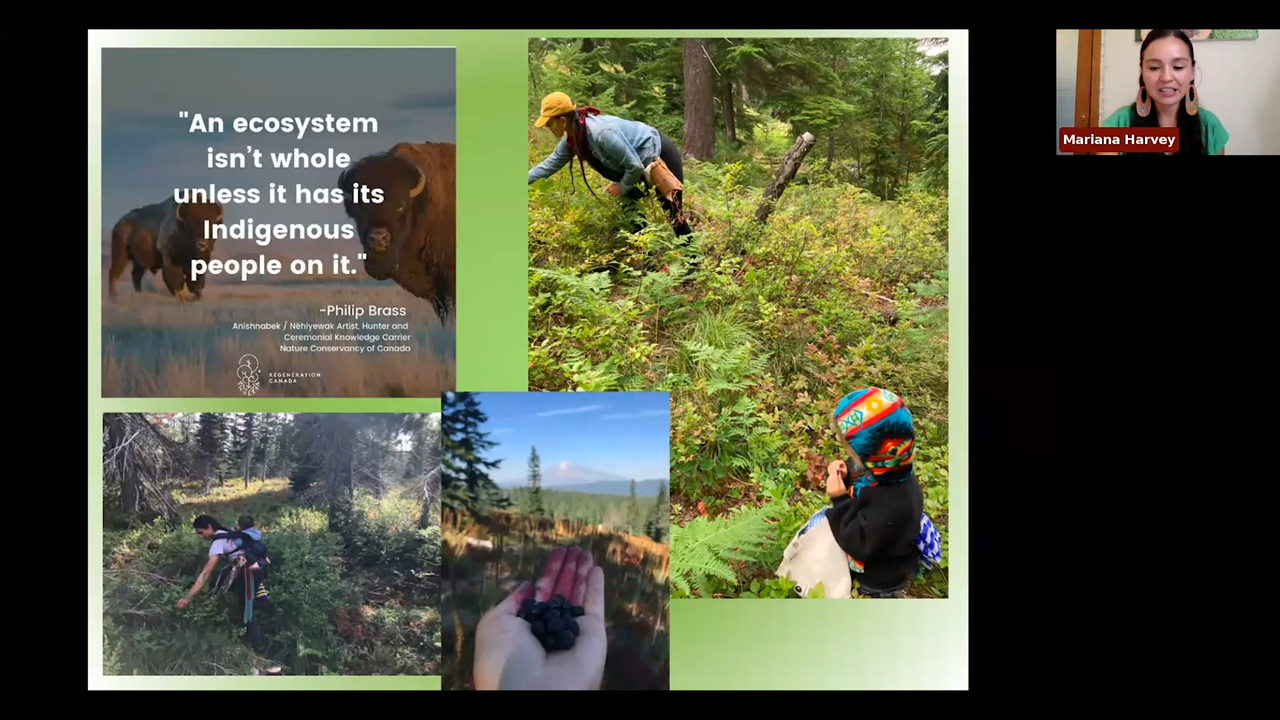 "An ecosystem
isn't whole
unless it has its
Indigenous
people on it."
-Philip Brass
Anishnabek / Nêhiyewak Artist, Hunter and
Ceremonial Knowledge Carrier
Nature Conservancy of Canada
RÉGÉNÉRATION
CANADA
Mariana Harvey